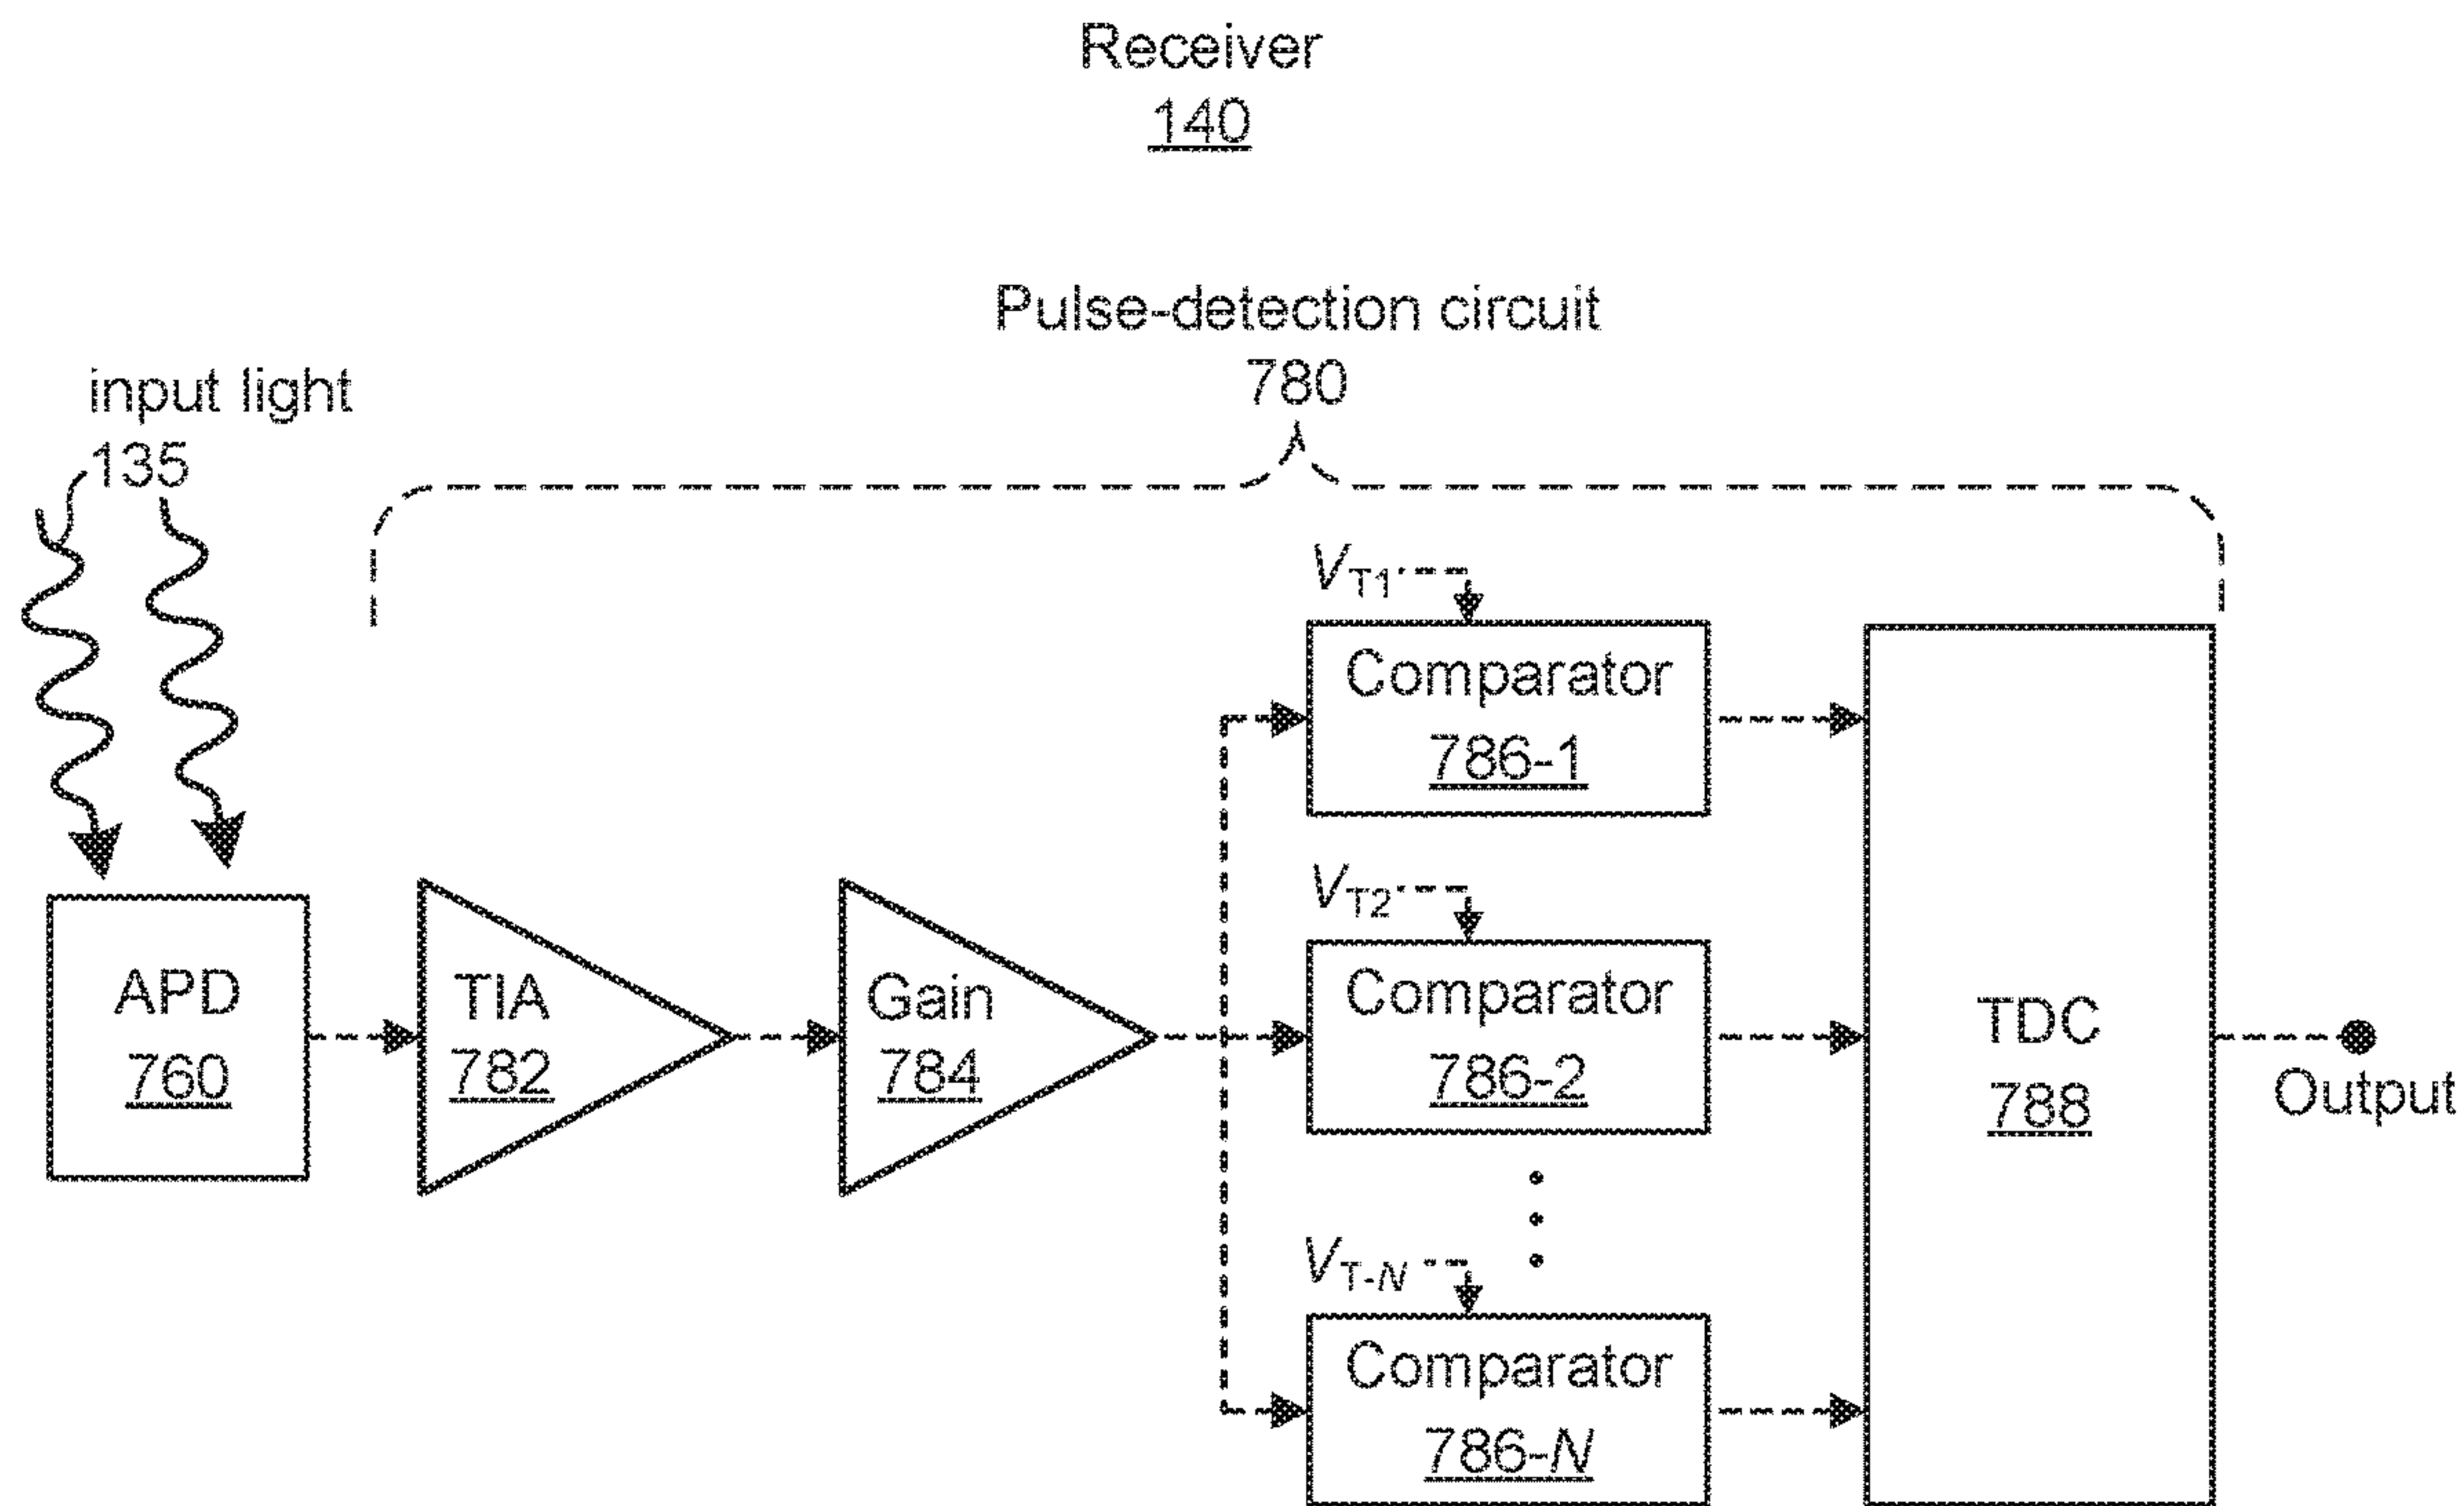 Receiver
140
Pulse-detection circuit
780
input light
135
VT1
Comparator
786-1
VT2
Comparator
786-2
VT-N
Comparator
786-N
APD
760
TIA
782
Gain
784
TDC
788
Output